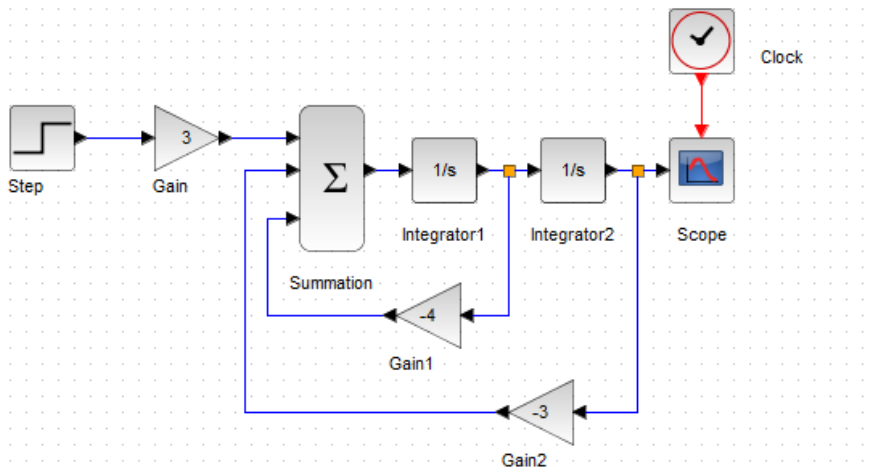 Clock
3
Step
Gain
Σ
1/s
1/s
Integrator1
Integrator2
Scope
Summation
-4
Gain1
-3
Gain2